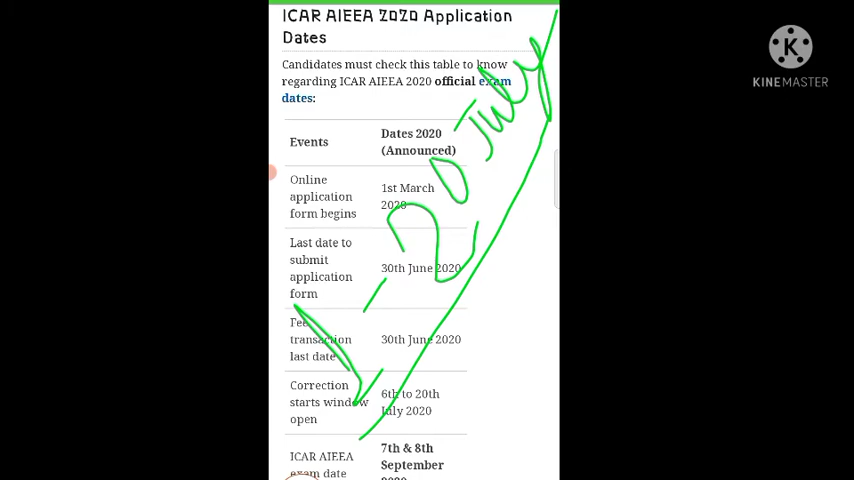 ICAR AIEEA 2020 Application
Dates
KINEMASTER
Candidates must check this table to know
regarding ICAR AIEEA 2020 official exam
dates:
Events
Dates 2020
(Announced)
Online
application
form begins
1st March
2020
Last date to
submit
application
form
30th June 2020
Fee
transaction
last date
30th June 2020
Correction
starts window
open
6th to 20th
July 2020
ICAR AIEEA
exam date
7th & 8th
September
2020
20 July